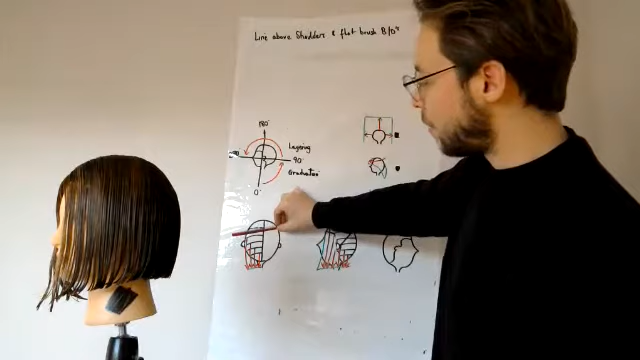 Line above Shoulders & flat brush B/D's
180°
Layering
90°
Graduation
0°